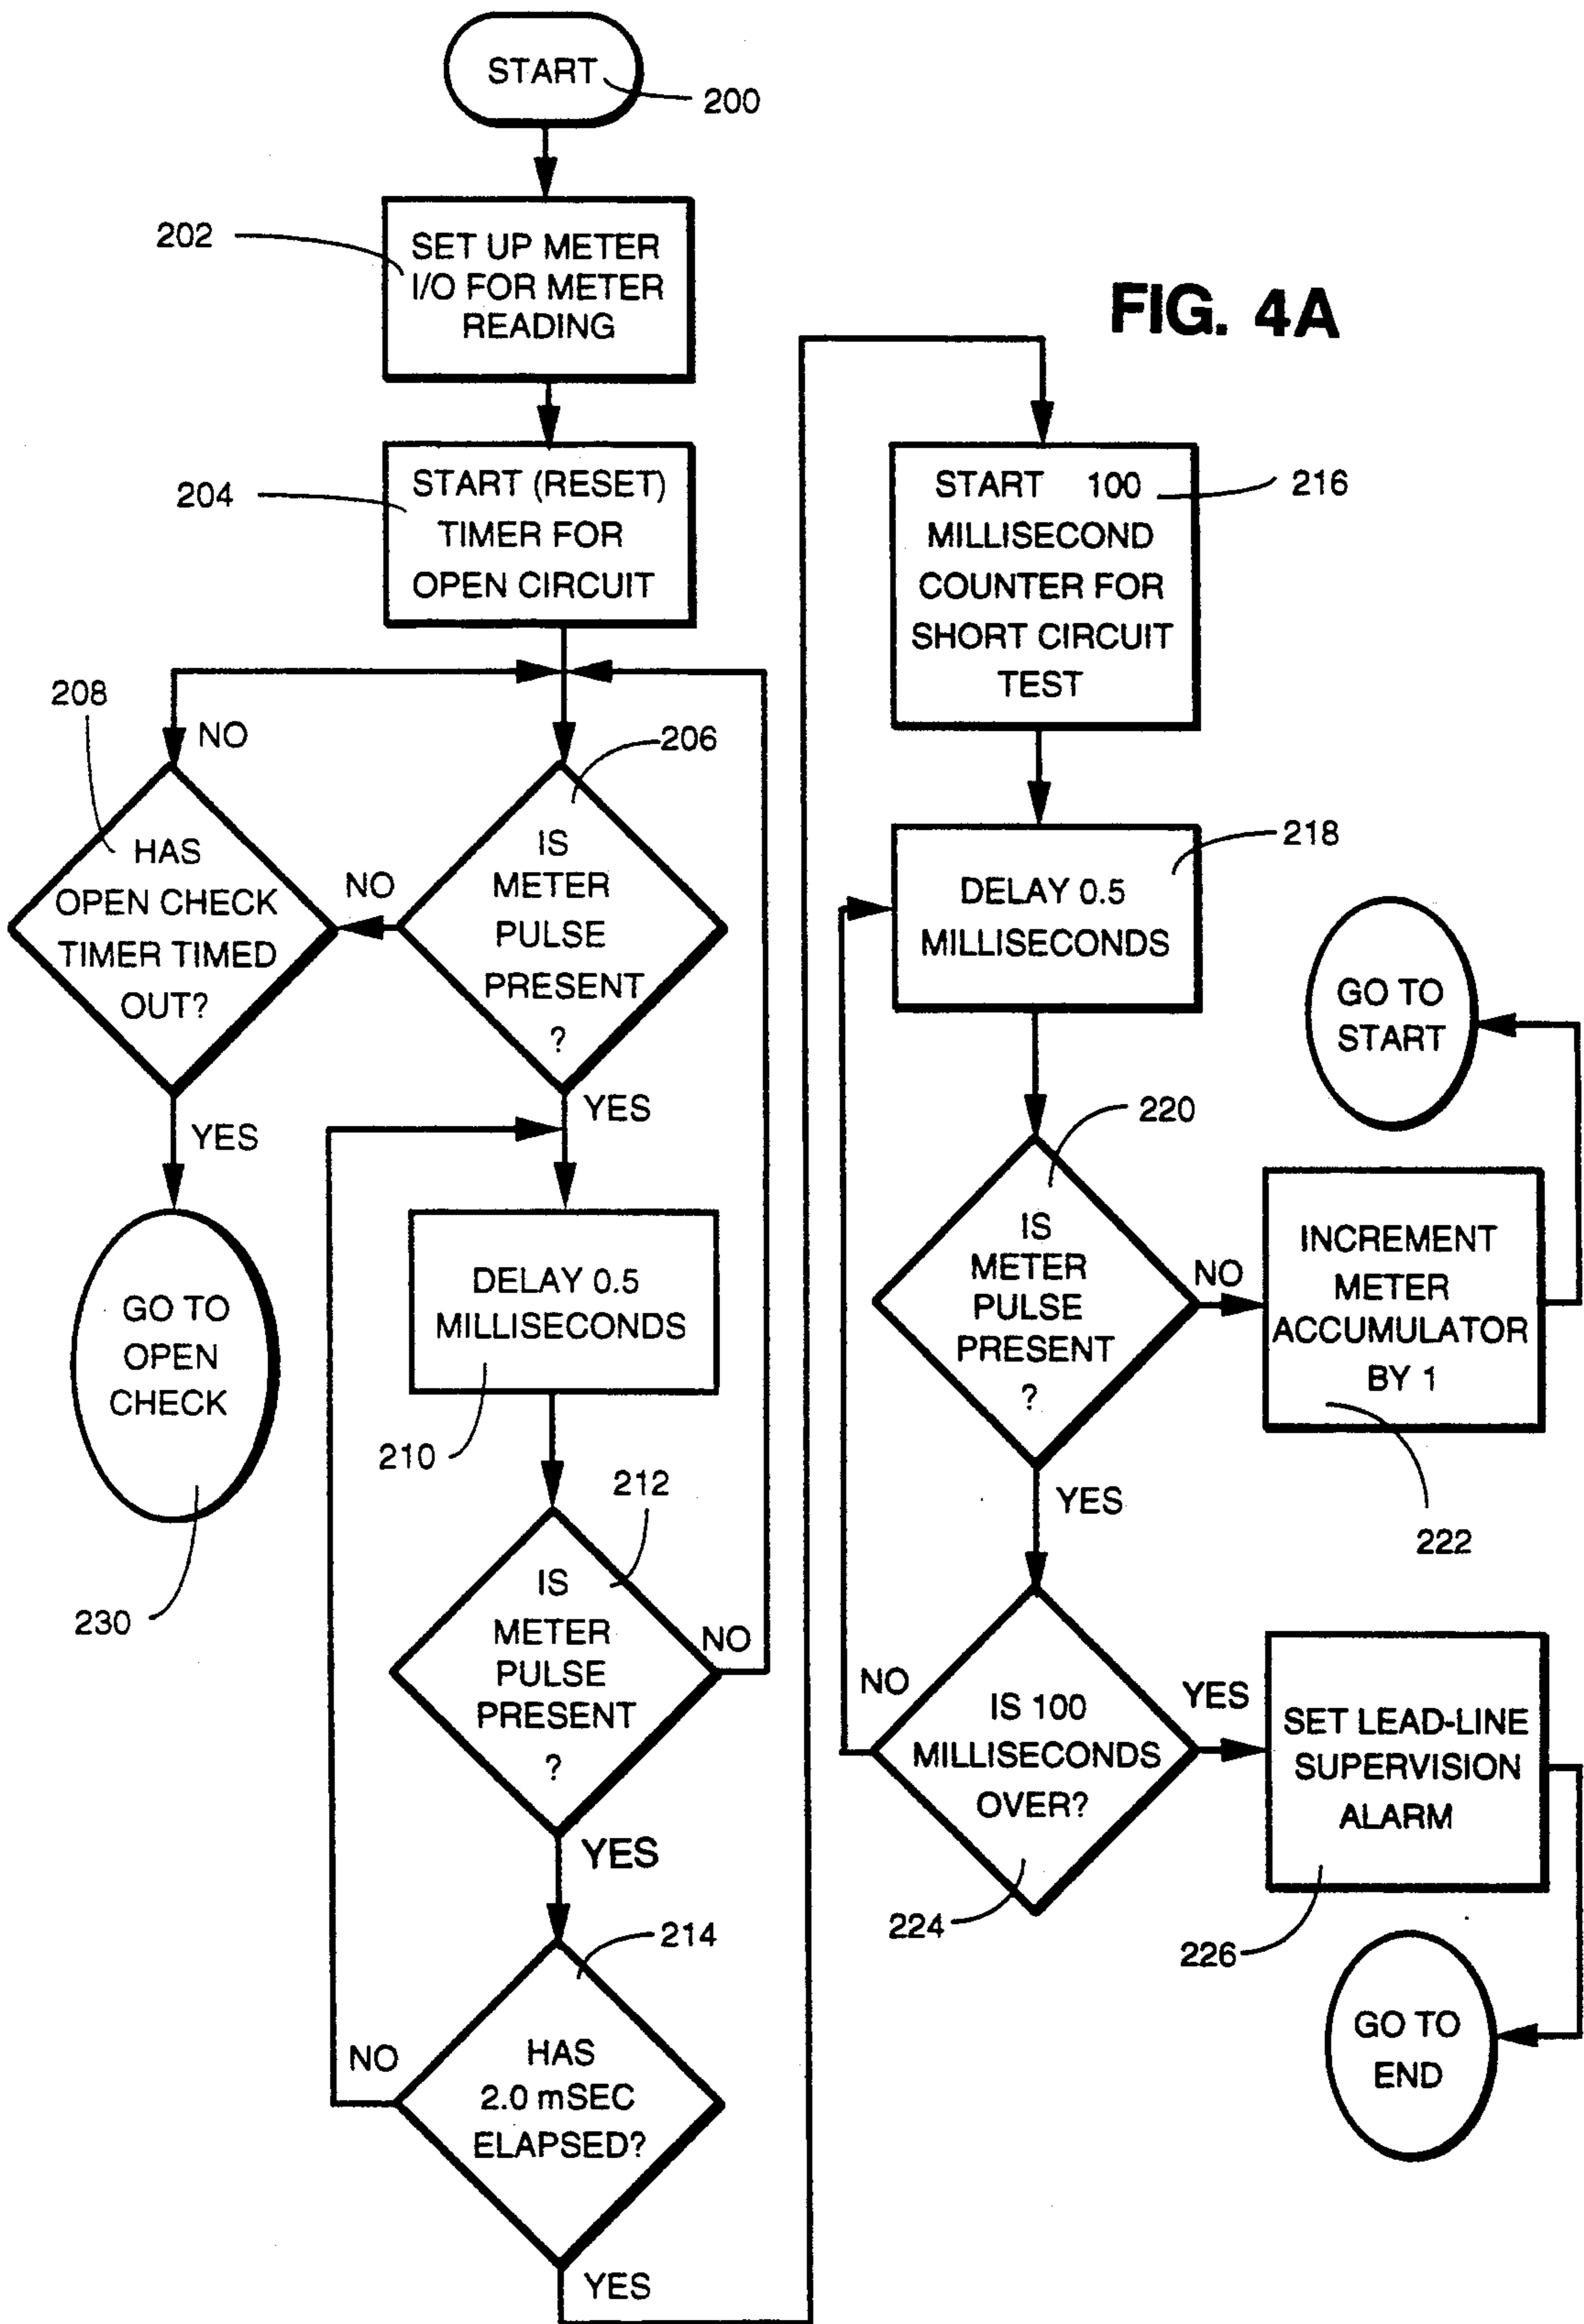 START
200
202
SET UP METER
I/O FOR METER
READING
FIG. 4A
204
START (RESET)
TIMER FOR
OPEN CIRCUIT
208
NO
HAS
OPEN CHECK
TIMER TIMED
OUT?
NO
206
IS
METER
PULSE
PRESENT
?
YES
YES
GO TO
OPEN
CHECK
230
DELAY 0.5
MILLISECONDS
210
212
IS
METER
PULSE
PRESENT
?
NO
YES
214
HAS
2.0 mSEC
ELAPSED?
NO
YES
START 100
MILLISECOND
COUNTER FOR
SHORT CIRCUIT
TEST
216
218
DELAY 0.5
MILLISECONDS
220
IS
METER
PULSE
PRESENT
?
NO
INCREMENT
METER
ACCUMULATOR
BY 1
222
GO TO
START
YES
NO
IS 100
MILLISECONDS
OVER?
224
YES
SET LEAD-LINE
SUPERVISION
ALARM
226
GO TO
END